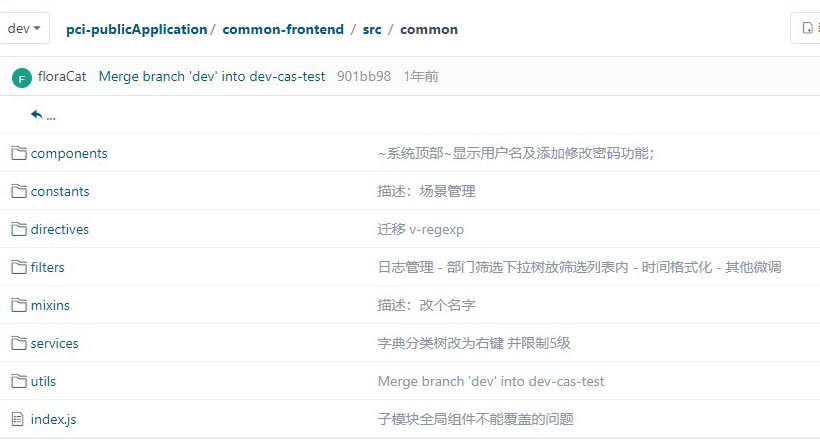 dev pci-publicApplication / common-frontend / src / common
F floraCat Merge branch 'dev' into dev-cas-test 901bb98 1年前
...
components ~系统顶部~显示用户名及添加修改密码功能；
constants 描述：场景管理
directives 迁移 v-regexp
filters 日志管理 - 部门筛选下拉树放筛选列表内 - 时间格式化 - 其他微调
mixins 描述：改个名字
services 字典分类树改为右键 并限制5级
utils Merge branch 'dev' into dev-cas-test
index.js 子模块全局组件不能覆盖的问题